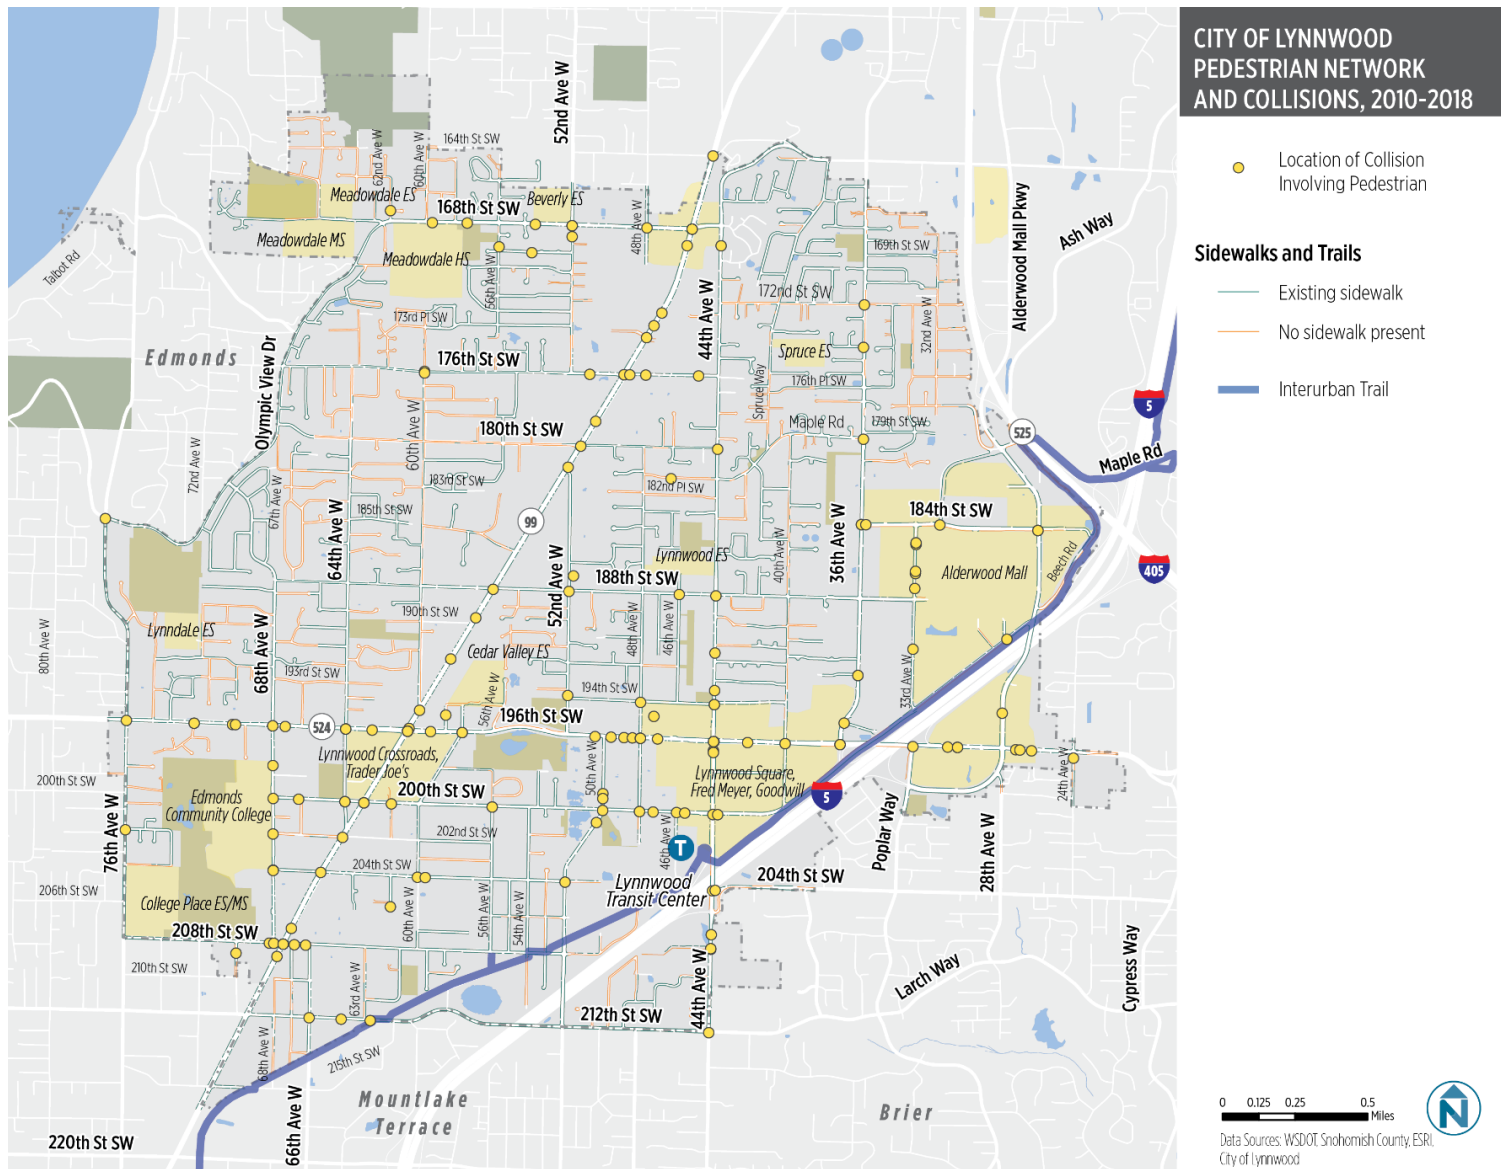 CITY OF LYNNWOOD
PEDESTRIAN NETWORK
AND COLLISIONS, 2010-2018
Location of Collision
Involving Pedestrian
Sidewalks and Trails
Existing sidewalk
No sidewalk present
Interurban Trail
52nd Ave W
164th St SW
62nd Ave W
60th Ave W
Meadowdale ES
168th St SW
Beverly ES
48th Ave W
Meadowdale MS
Meadowdale HS
56th Ave W
169th St SW
Alderwood Mall Pkwy
Ash Way
Talbot Rd
172nd St SW
173rd Pl SW
44th Ave W
32nd Ave W
Edmonds
Olympic View Dr
176th St SW
Spruce ES
176th Pl SW
Spruce Way
5
180th St SW
Maple Rd
179th St SW
525
Maple Rd
72nd Ave W
60th Ave W
183rd St SW
182nd Pl SW
67th Ave W
185th St SW
64th Ave W
99
184th St SW
36th Ave W
Lynnwood ES
40th Ave W
52nd Ave W
188th St SW
Alderwood Mall
Beech Rd
405
190th St SW
48th Ave W
46th Ave W
Lynndale ES
80th Ave W
68th Ave W
Cedar Valley ES
193rd St SW
194th St SW
56th Ave W
33rd Ave W
196th St SW
524
Lynnwood Crossroads,
Trader Joe's
50th Ave W
Lynnwood Square,
Fred Meyer, Goodwill
24th Ave W
200th St SW
200th St SW
5
Edmonds
Community College
76th Ave W
202nd St SW
46th Ave W
T
Poplar Way
28th Ave W
204th St SW
Lynnwood
Transit Center
204th St SW
206th St SW
College Place ES/MS
60th Ave W
56th Ave W
54th Ave W
208th St SW
210th St SW
63rd Ave W
44th Ave W
Larch Way
Cypress Way
212th St SW
68th Ave W
215th St SW
66th Ave W
Mountlake
Terrace
Brier
220th St SW
0 0.125 0.25 0.5
Miles
N
Data Sources: WSDOT, Snohomish County, ESRI,
City of Lynnwood